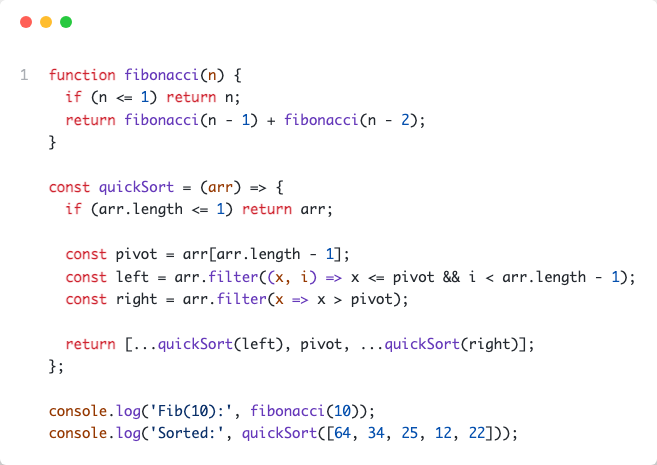 1 function fibonacci(n) {
  if (n <= 1) return n;
  return fibonacci(n - 1) + fibonacci(n - 2);
}

const quickSort = (arr) => {
  if (arr.length <= 1) return arr;

  const pivot = arr[arr.length - 1];
  const left = arr.filter((x, i) => x <= pivot && i < arr.length - 1);
  const right = arr.filter(x => x > pivot);

  return [...quickSort(left), pivot, ...quickSort(right)];
};

console.log('Fib(10):', fibonacci(10));
console.log('Sorted:', quickSort([64, 34, 25, 12, 22]));